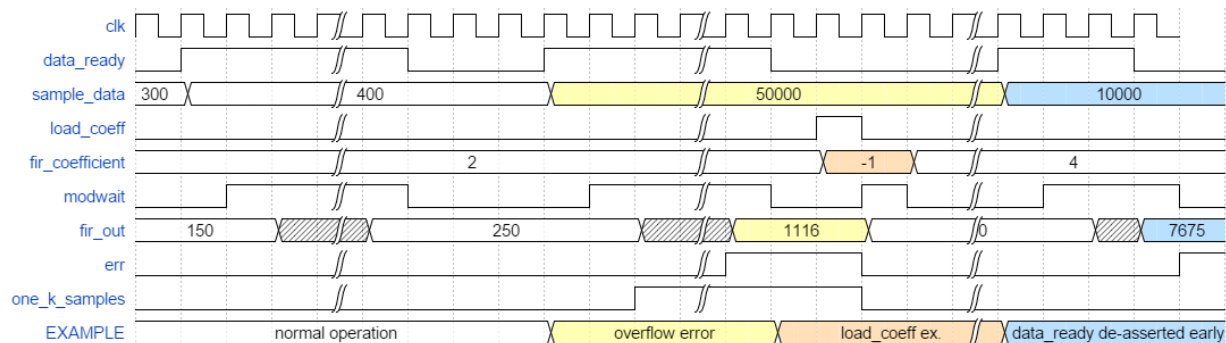 clk
data_ready
sample_data 300 400 50000 10000
load_coeff
fir_coefficient 2 -1 4
modwait
fir_out 150 250 1116 0 7675
err
one_k_samples
EXAMPLE normal operation overflow error load_coeff ex. data_ready de-asserted early